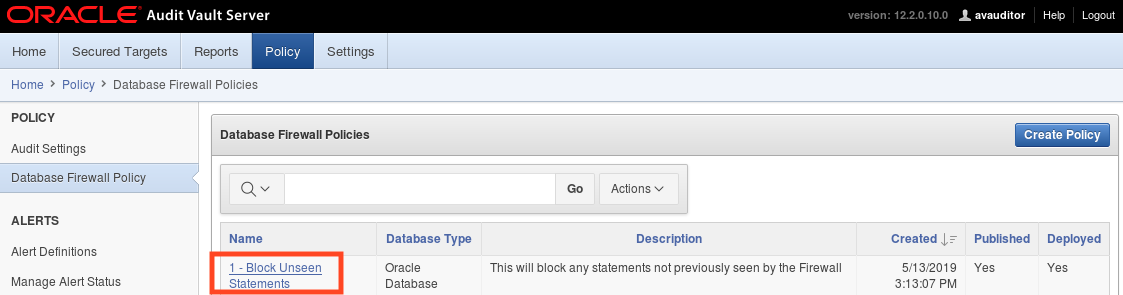 ORACLE Audit Vault Server
version: 12.2.0.10.0 avauditor Help Logout
Home Secured Targets Reports Policy Settings
Home > Policy > Database Firewall Policies
POLICY
Audit Settings
Database Firewall Policy
ALERTS
Alert Definitions
Manage Alert Status
Database Firewall Policies Create Policy
Go Actions
Name Database Type Description Created Published Deployed
1 - Block Unseen Oracle This will block any statements not previously seen by the Firewall 5/13/2019 Yes Yes
Statements Database 3:13:07 PM